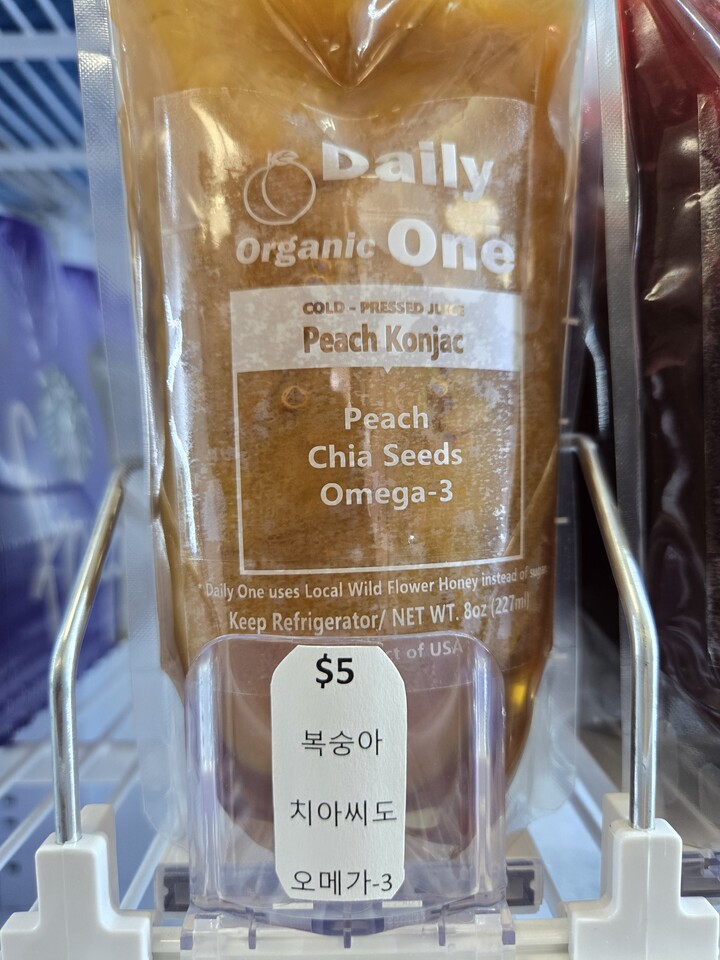 Daily
Organic One
COLD - PRESSED JUICE
Peach Konjac
Peach
Chia Seeds
Omega-3
* Daily One uses Local Wild Flower Honey instead of sugar
Keep Refrigerator/ NET WT. 8oz (227ml)
of USA
$5
복숭아
치아씨도
오메가-3